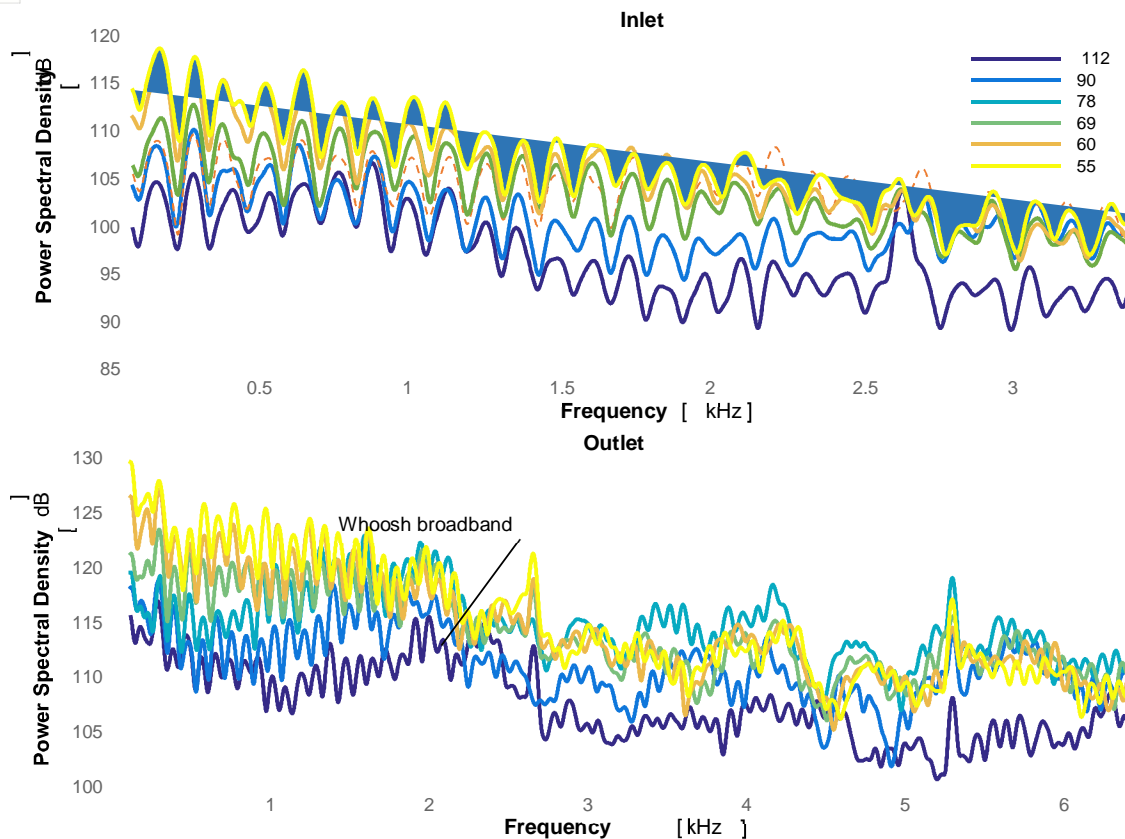 Inlet
120
115
110
105
100
95
90
85
Power Spectral Density [ dB ]
112
90
78
69
60
55
0.5 1 1.5 2 2.5 3
Frequency [ kHz ]
Outlet
130
125
120
115
110
105
100
Power Spectral Density [ dB ]
Whoosh broadband
1 2 3 4 5 6
Frequency [ kHz ]